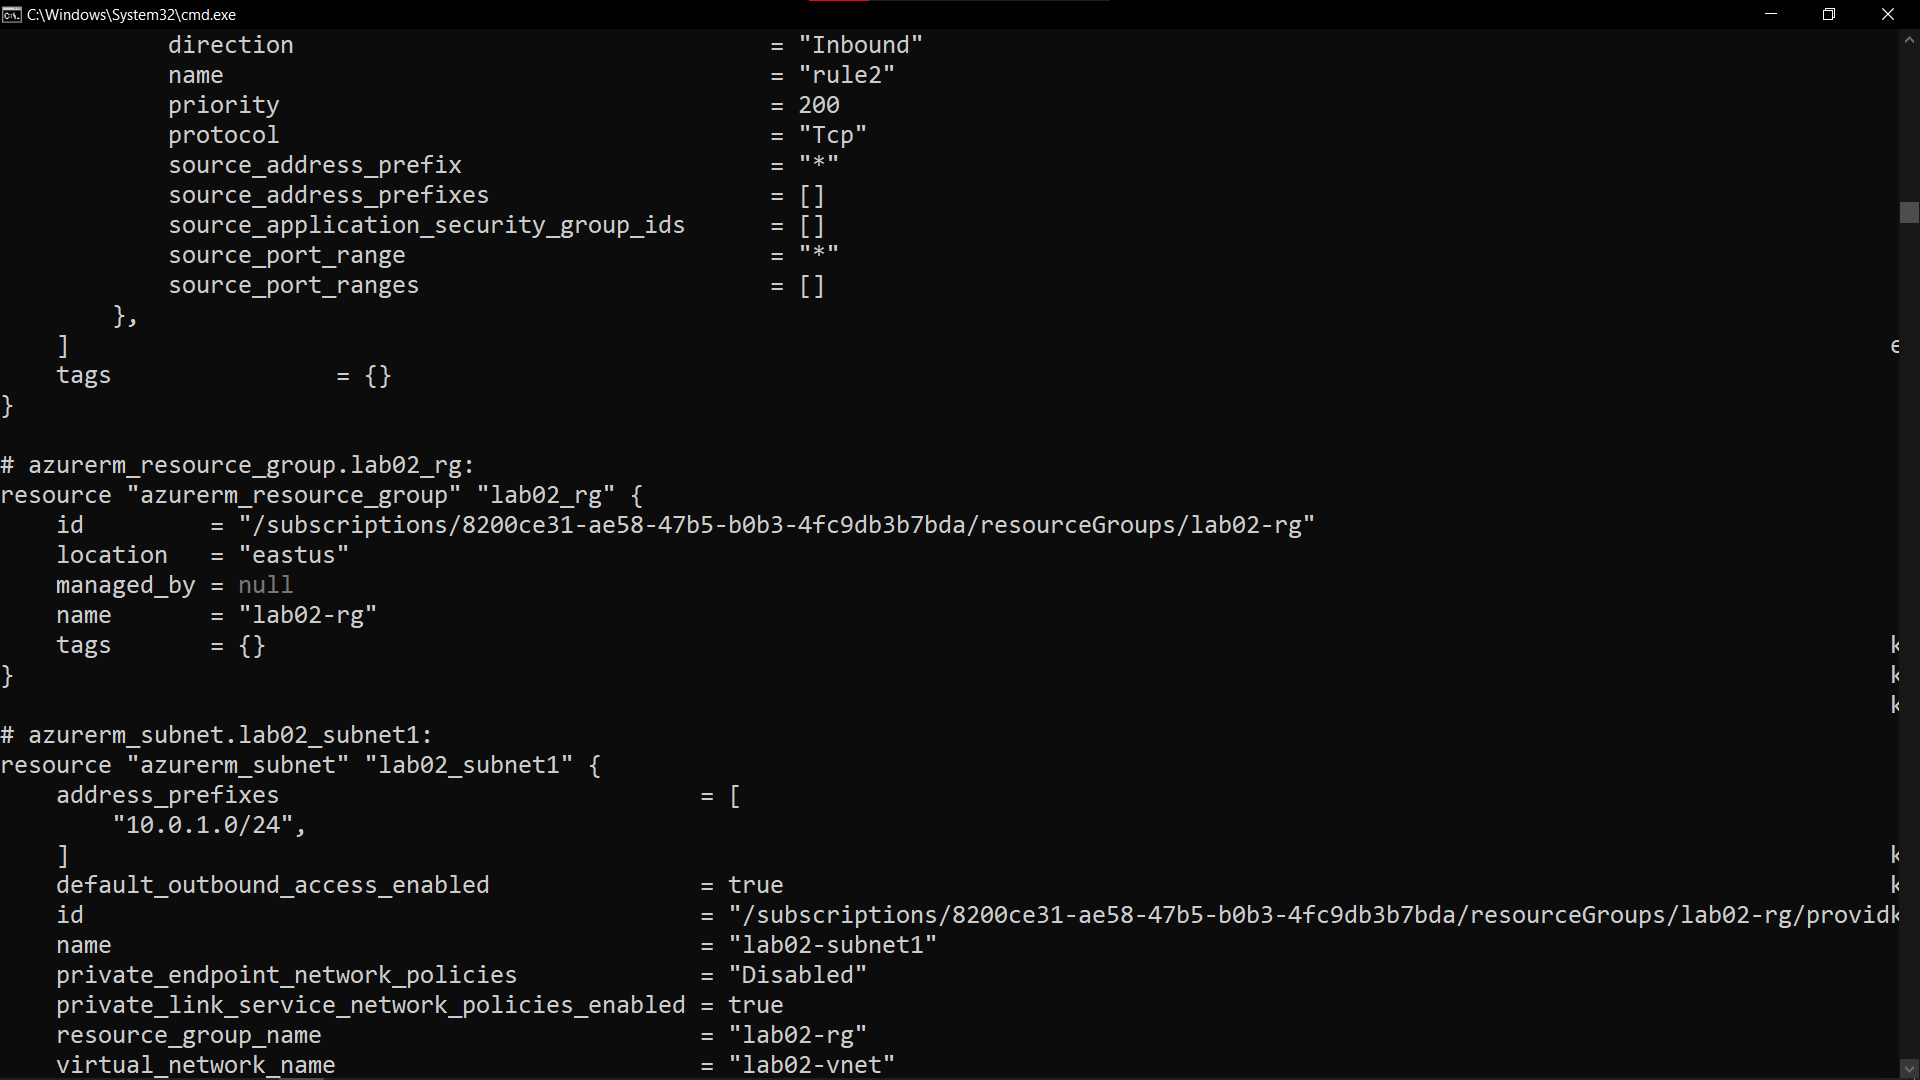 C:\Windows\System32\cmd.exe
            direction                                  = "Inbound"
            name                                       = "rule2"
            priority                                   = 200
            protocol                                   = "Tcp"
            source_address_prefix                      = "*"
            source_address_prefixes                    = []
            source_application_security_group_ids      = []
            source_port_range                          = "*"
            source_port_ranges                         = []
        },
    ]                                                                                                                                  e
    tags                = {}
}

# azurerm_resource_group.lab02_rg:
resource "azurerm_resource_group" "lab02_rg" {
    id         = "/subscriptions/8200ce31-ae58-47b5-b0b3-4fc9db3b7bda/resourceGroups/lab02-rg"
    location   = "eastus"
    managed_by = null
    name       = "lab02-rg"
    tags       = {}                                                                                                                    k
}                                                                                                                                      k
                                                                                                                                       k
# azurerm_subnet.lab02_subnet1:
resource "azurerm_subnet" "lab02_subnet1" {
    address_prefixes                              = [
        "10.0.1.0/24",
    ]                                                                                                                                  k
    default_outbound_access_enabled               = true                                                                               k
    id                                            = "/subscriptions/8200ce31-ae58-47b5-b0b3-4fc9db3b7bda/resourceGroups/lab02-rg/providk
    name                                          = "lab02-subnet1"
    private_endpoint_network_policies             = "Disabled"
    private_link_service_network_policies_enabled = true
    resource_group_name                           = "lab02-rg"
    virtual_network_name                          = "lab02-vnet"